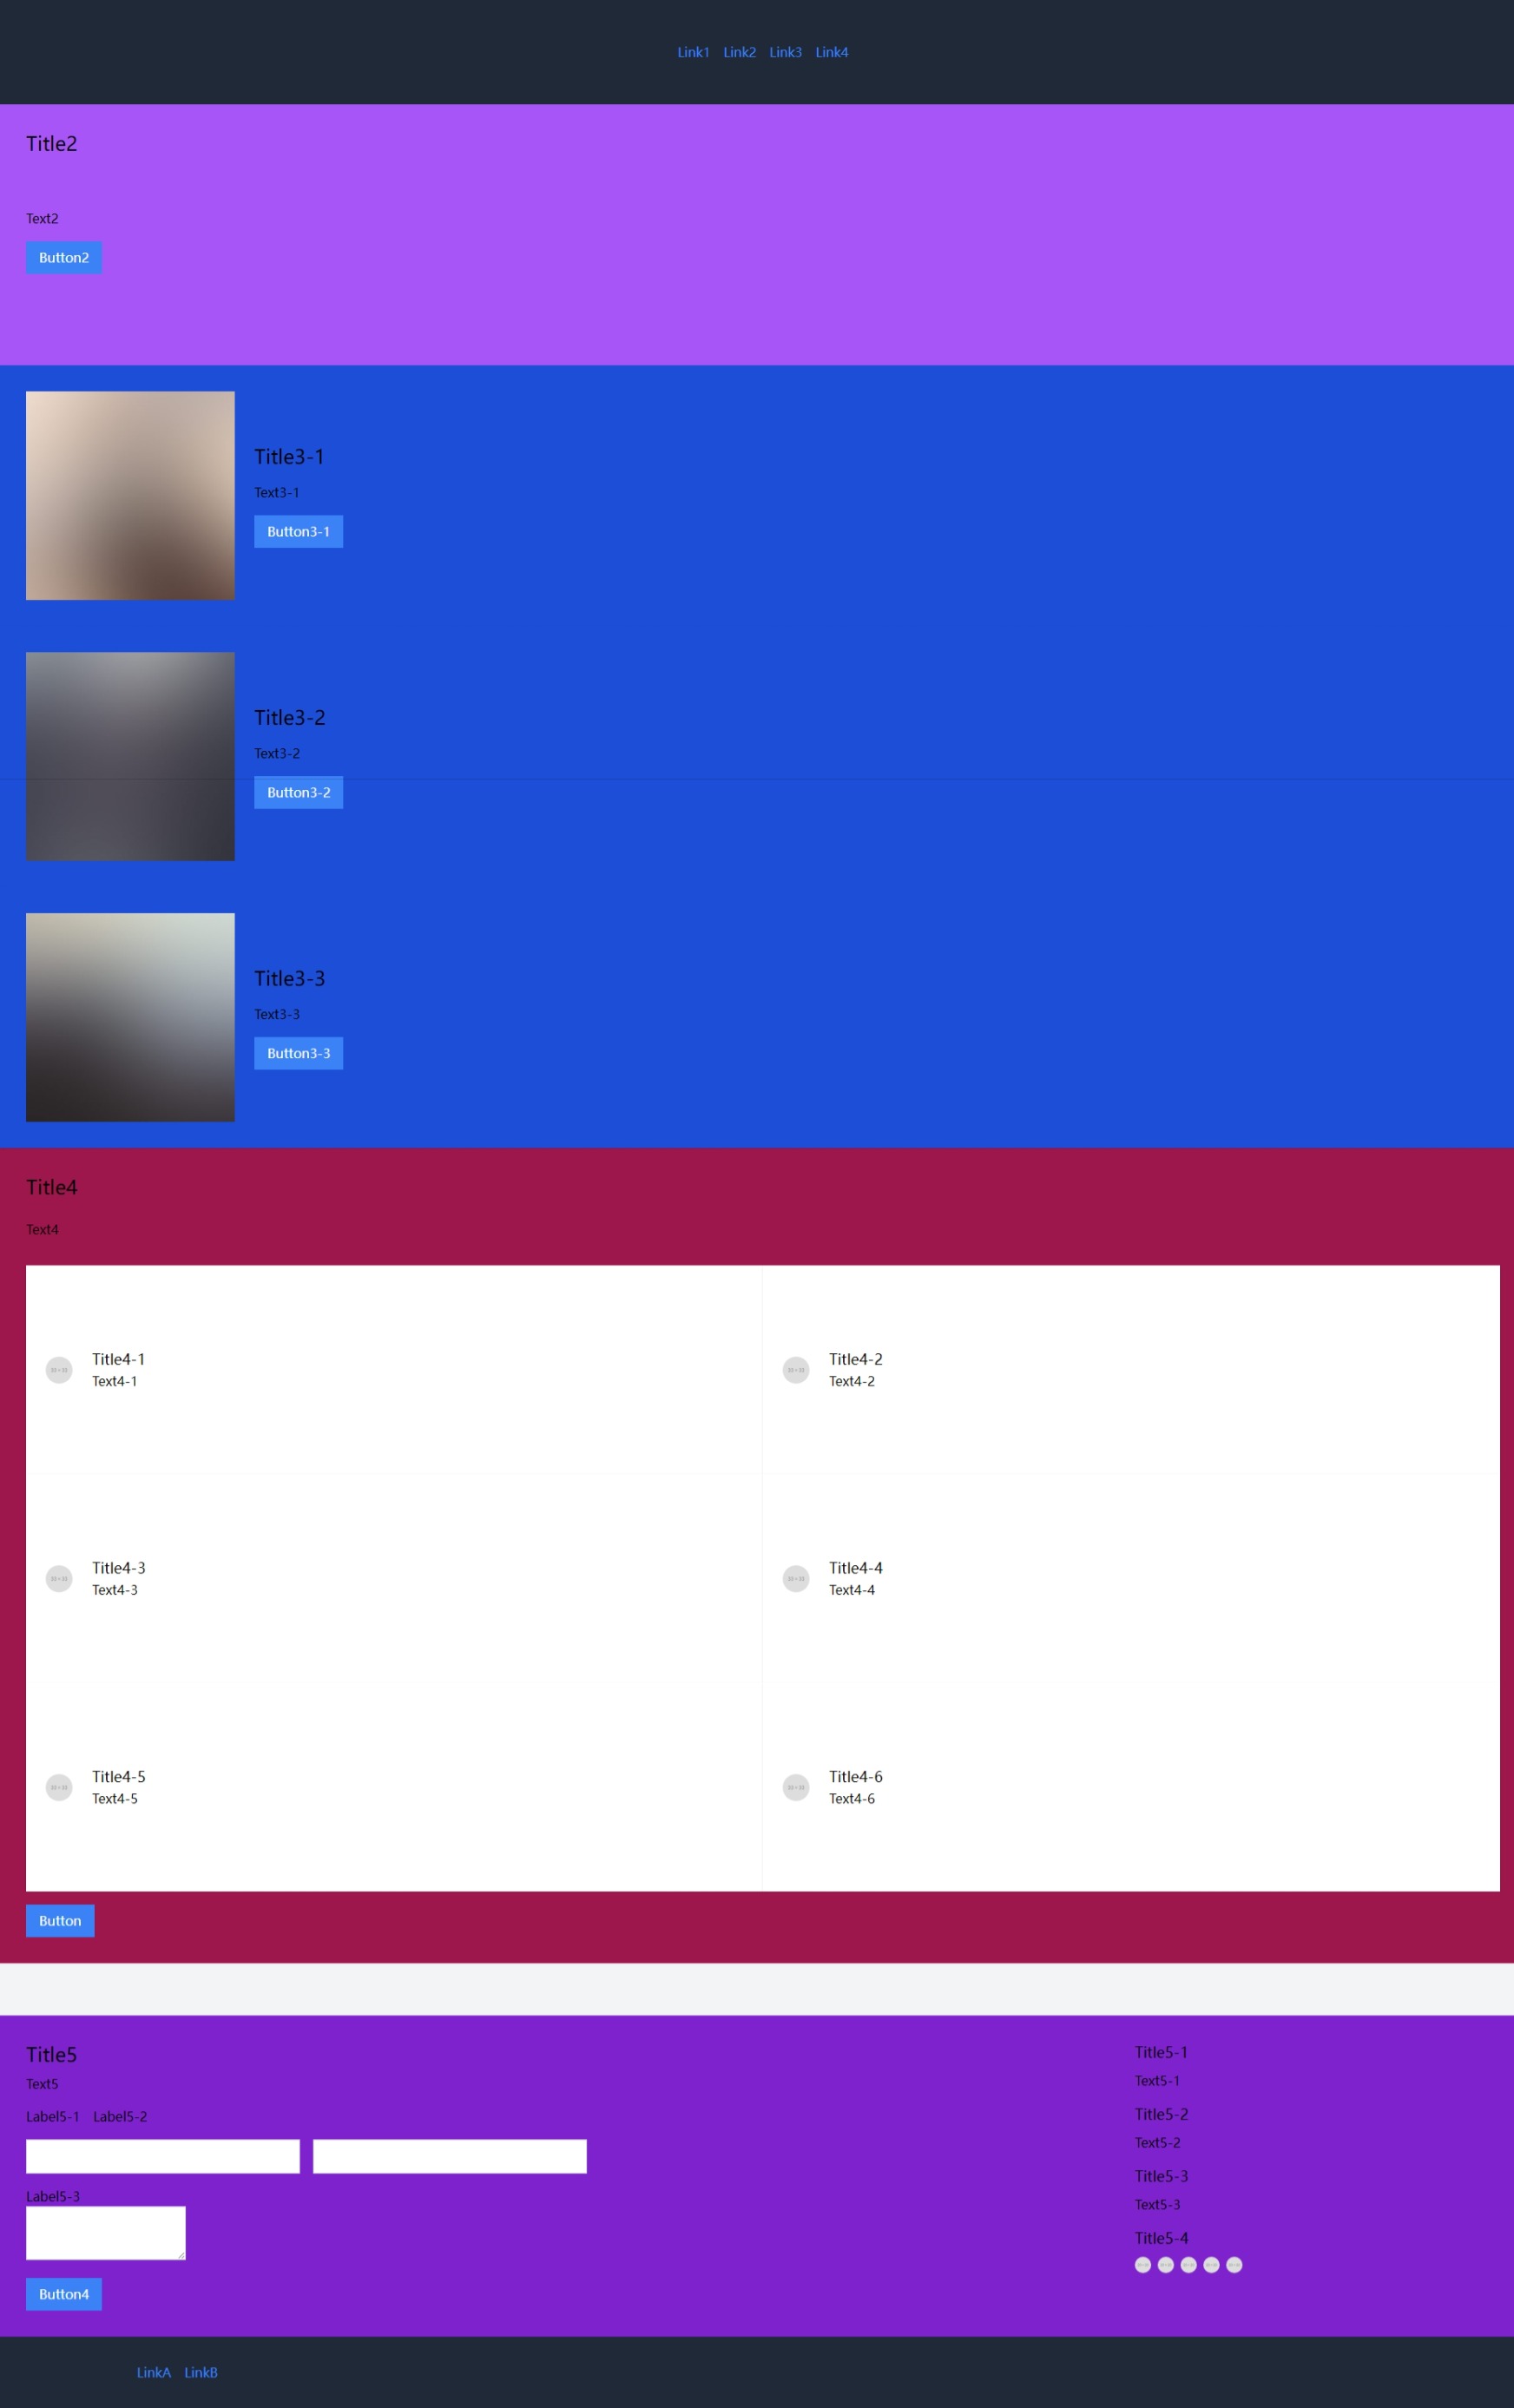 Link1 Link2 Link3 Link4
Title2
Text2
Button2
Title3-1
Text3-1
Button3-1
Title3-2
Text3-2
Button3-2
Title3-3
Text3-3
Button3-3
Title4
Text4
Title4-1
Text4-1
Title4-2
Text4-2
Title4-3
Text4-3
Title4-4
Text4-4
Title4-5
Text4-5
Title4-6
Text4-6
Button
Title5
Text5
Label5-1 Label5-2
Label5-3
Button4
Title5-1
Text5-1
Title5-2
Text5-2
Title5-3
Text5-3
Title5-4
LinkA LinkB